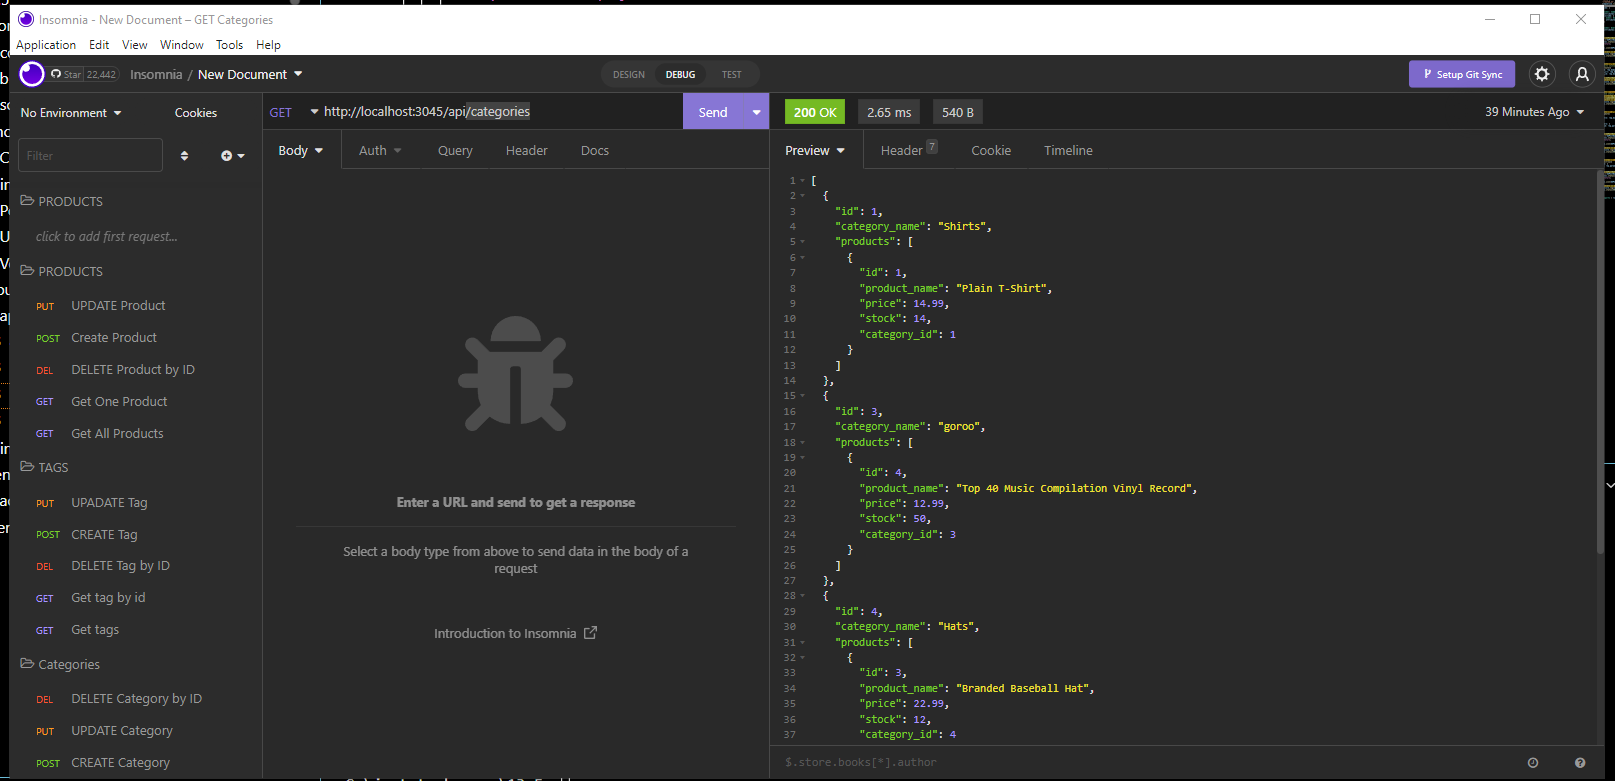 Insomnia - New Document – GET Categories
Application Edit View Window Tools Help
Star 22,442 Insomnia / New Document
DESIGN DEBUG TEST
Setup Git Sync
No Environment Cookies
Filter
PRODUCTS
click to add first request...
PRODUCTS
PUT UPDATE Product
POST Create Product
DEL DELETE Product by ID
GET Get One Product
GET Get All Products
TAGS
PUT UPADATE Tag
POST CREATE Tag
DEL DELETE Tag by ID
GET Get tag by id
GET Get tags
Categories
DEL DELETE Category by ID
PUT UPDATE Category
POST CREATE Category
GET http://localhost:3045/api/categories Send
Body Auth Query Header Docs
Enter a URL and send to get a response
Select a body type from above to send data in the body of a
request
Introduction to Insomnia
200 OK 2.65 ms 540 B 39 Minutes Ago
Preview Header 7 Cookie Timeline
1 [
2 {
3 "id": 1,
4 "category_name": "Shirts",
5 "products": [
6 {
7 "id": 1,
8 "product_name": "Plain T-Shirt",
9 "price": 14.99,
10 "stock": 14,
11 "category_id": 1
12 }
13 ]
14 },
15 {
16 "id": 3,
17 "category_name": "goroo",
18 "products": [
19 {
20 "id": 4,
21 "product_name": "Top 40 Music Compilation Vinyl Record",
22 "price": 12.99,
23 "stock": 50,
24 "category_id": 3
25 }
26 ]
27 },
28 {
29 "id": 4,
30 "category_name": "Hats",
31 "products": [
32 {
33 "id": 3,
34 "product_name": "Branded Baseball Hat",
35 "price": 22.99,
36 "stock": 12,
37 "category_id": 4
$.store.books[*].author